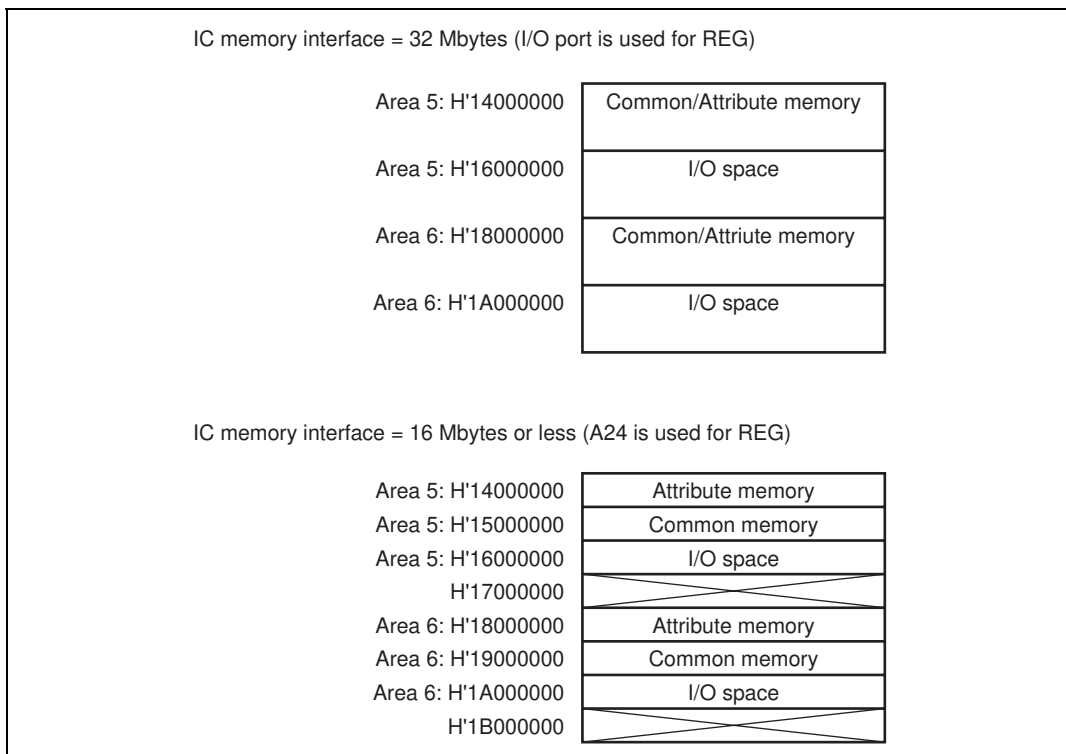 IC memory interface = 32 Mbytes (I/O port is used for REG)
Area 5: H'14000000 Common/Attribute memory
Area 5: H'16000000 I/O space
Area 6: H'18000000 Common/Attriute memory
Area 6: H'1A000000 I/O space
IC memory interface = 16 Mbytes or less (A24 is used for REG)
Area 5: H'14000000 Attribute memory
Area 5: H'15000000 Common memory
Area 5: H'16000000 I/O space
H'17000000
Area 6: H'18000000 Attribute memory
Area 6: H'19000000 Common memory
Area 6: H'1A000000 I/O space
H'1B000000